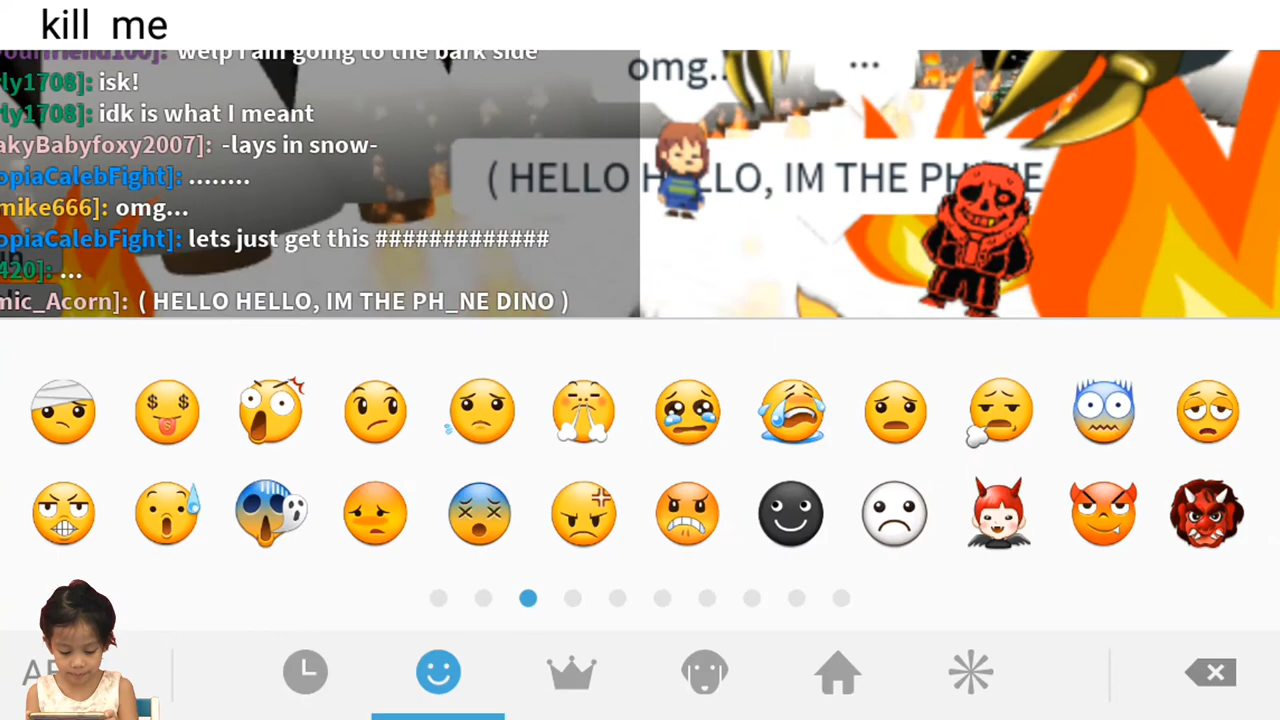 kill me
welp I am going to the bark side
ly1708]: isk!
ly1708]: idk is what I meant
akyBabyfoxy2007]: -lays in snow-
opiaCalebFight]: ........
mike666]: omg...
opiaCalebFight]: lets just get this #############
420]: ...
mic_Acorn]: ( HELLO HELLO, IM THE PH_NE DINO )
omg..
...
( HELLO HELLO, IM THE PH